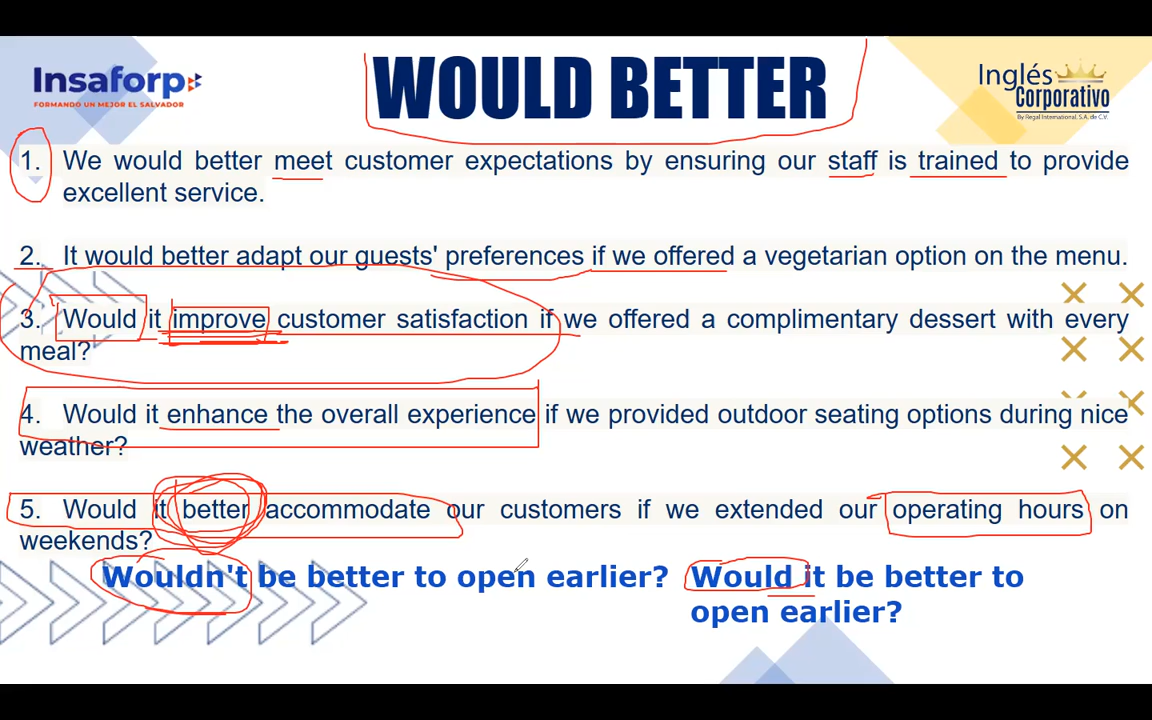 Insaforp
FORMANDO UN MEJOR EL SALVADOR
WOULD BETTER
Inglés
Corporativo
By Regal International, S.A. de C.V.
1. We would better meet customer expectations by ensuring our staff is trained to provide
excellent service.
2. It would better adapt our guests' preferences if we offered a vegetarian option on the menu.
3. Would it improve customer satisfaction if we offered a complimentary dessert with every
meal?
4. Would it enhance the overall experience if we provided outdoor seating options during nice
weather?
5. Would it better accommodate our customers if we extended our operating hours on
weekends?
Wouldn't be better to open earlier?
Would it be better to
open earlier?